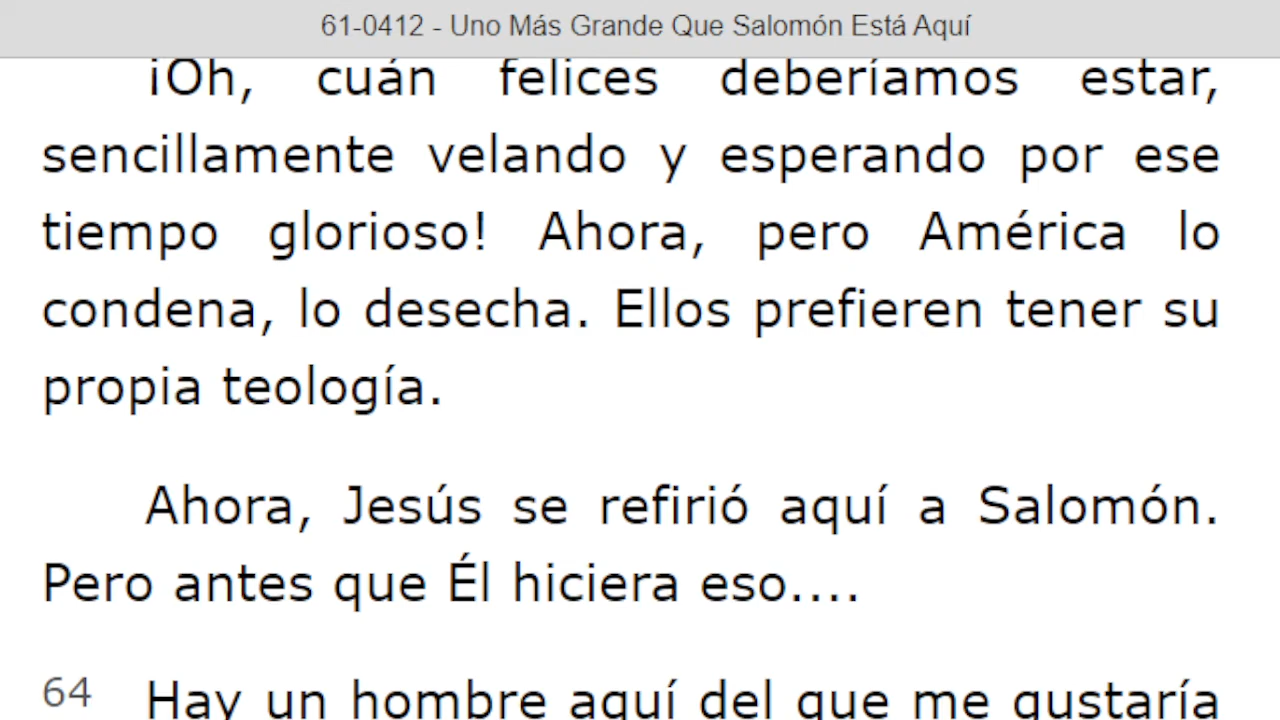 61-0412 - Uno Más Grande Que Salomón Está Aquí
¡Oh, cuán felices deberíamos estar,
sencillamente velando y esperando por ese
tiempo glorioso! Ahora, pero América lo
condena, lo desecha. Ellos prefieren tener su
propia teología.
Ahora, Jesús se refirió aquí a Salomón.
Pero antes que Él hiciera eso....
64 Hay un hombre aquí del que me gustaría